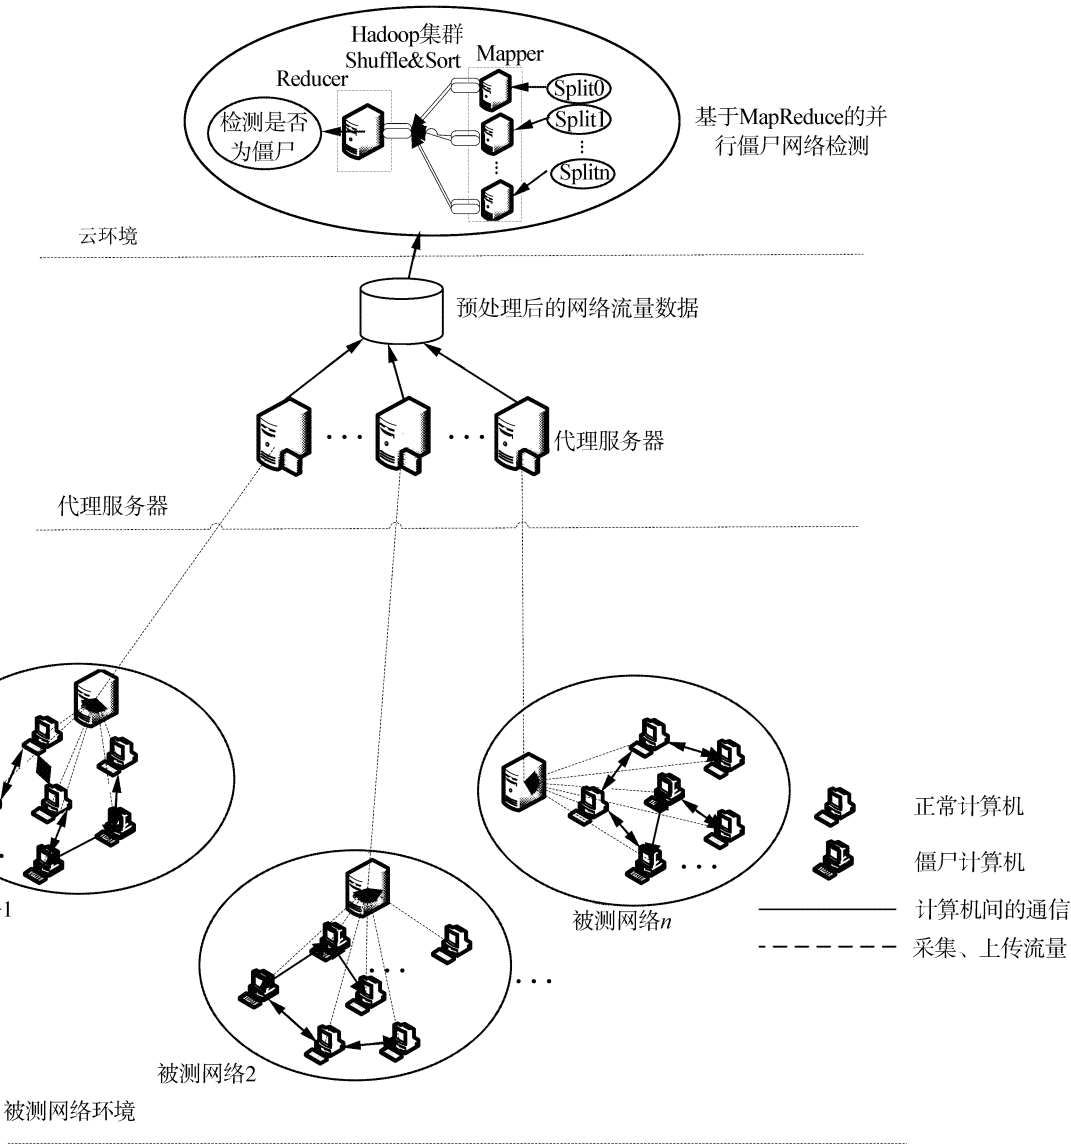 Hadoop集群
Shuffle&Sort
Mapper
Reducer
Split0
Split1
Splitn
检测是否
为僵尸
基于MapReduce的并
行僵尸网络检测
云环境
预处理后的网络流量数据
代理服务器
代理服务器
正常计算机
僵尸计算机
1
被测网络n
计算机间的通信
采集、上传流量
被测网络2
被测网络环境